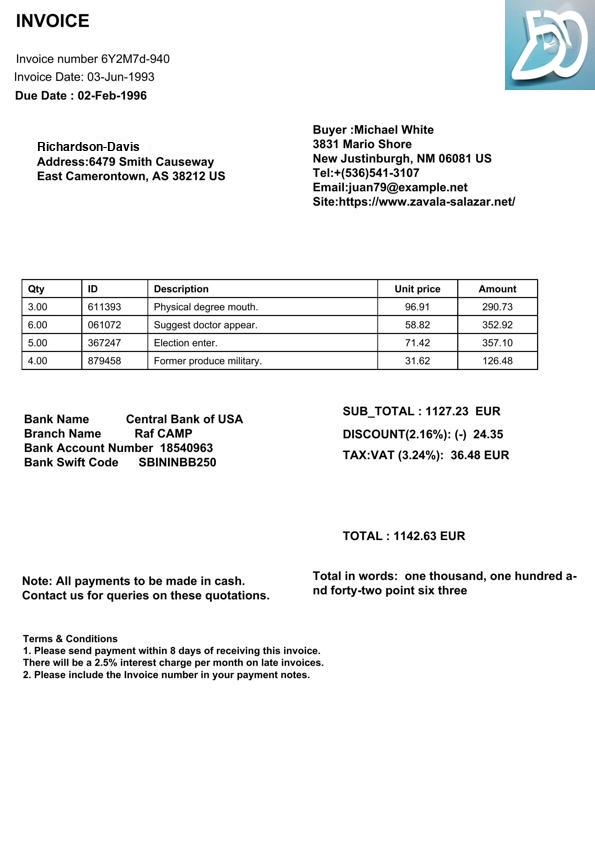 INVOICE
Invoice number 6Y2M7d-940
Invoice Date: 03-Jun-1993
Due Date : 02-Feb-1996
Richardson-Davis
Address:6479 Smith Causeway
East Camerontown, AS 38212 US
Buyer :Michael White
3831 Mario Shore
New Justinburgh, NM 06081 US
Tel:+(536)541-3107
Email:juan79@example.net
Site:https://www.zavala-salazar.net/
Qty ID Description Unit price Amount
3.00 611393 Physical degree mouth. 96.91 290.73
6.00 061072 Suggest doctor appear. 58.82 352.92
5.00 367247 Election enter. 71.42 357.10
4.00 879458 Former produce military. 31.62 126.48
Bank Name Central Bank of USA
Branch Name Raf CAMP
Bank Account Number 18540963
Bank Swift Code SBININBB250
SUB_TOTAL : 1127.23 EUR
DISCOUNT(2.16%): (-) 24.35
TAX:VAT (3.24%): 36.48 EUR
TOTAL : 1142.63 EUR
Note: All payments to be made in cash.
Contact us for queries on these quotations.
Total in words: one thousand, one hundred a-
nd forty-two point six three
Terms & Conditions
1. Please send payment within 8 days of receiving this invoice.
There will be a 2.5% interest charge per month on late invoices.
2. Please include the Invoice number in your payment notes.